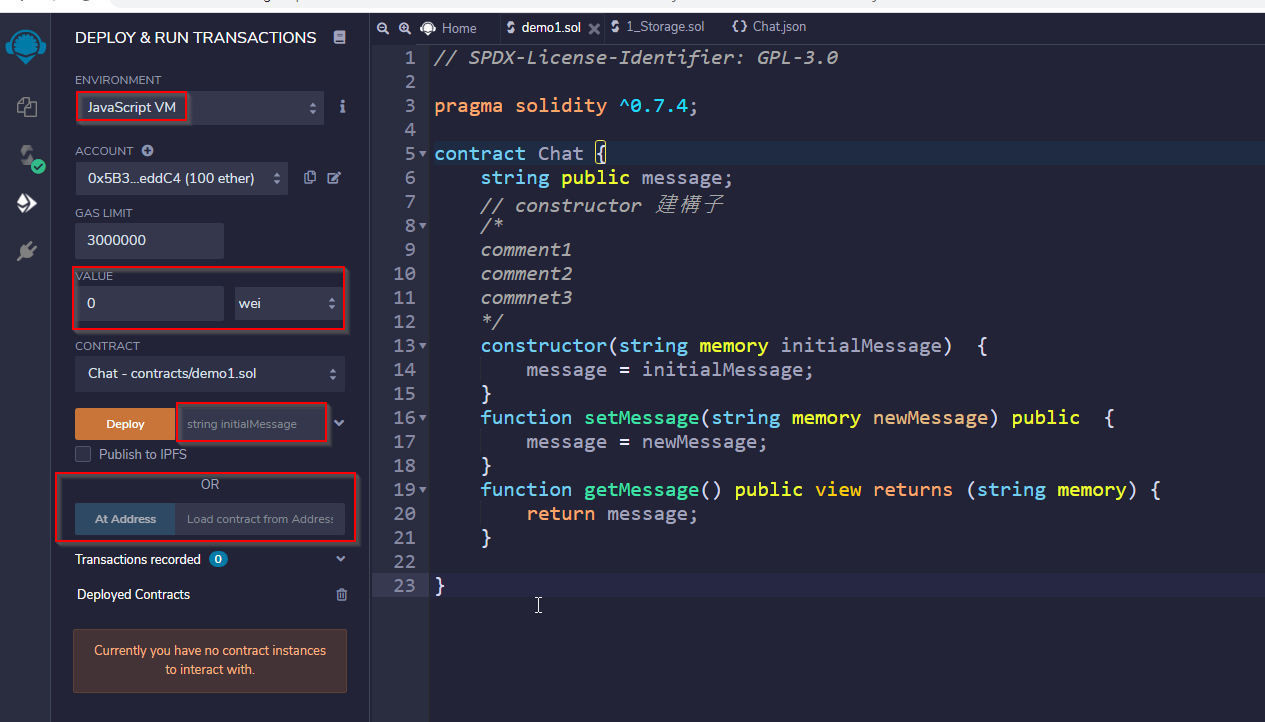 DEPLOY & RUN TRANSACTIONS
ENVIRONMENT
JavaScript VM
ACCOUNT
0x5B3...eddC4 (100 ether)
GAS LIMIT
3000000
VALUE
0 wei
CONTRACT
Chat - contracts/demo1.sol
Deploy string initialMessage
Publish to IPFS
OR
At Address Load contract from Address
Transactions recorded 0
Deployed Contracts
Currently you have no contract instances
to interact with.
Home demo1.sol 1_Storage.sol {} Chat.json
1 // SPDX-License-Identifier: GPL-3.0
2
3 pragma solidity ^0.7.4;
4
5 contract Chat {
6 string public message;
7 // constructor 建構子
8 /*
9 comment1
10 comment2
11 commnet3
12 */
13 constructor(string memory initialMessage)  {
14 message = initialMessage;
15 }
16 function setMessage(string memory newMessage) public  {
17 message = newMessage;
18 }
19 function getMessage() public view returns (string memory) {
20 return message;
21 }
22
23 }